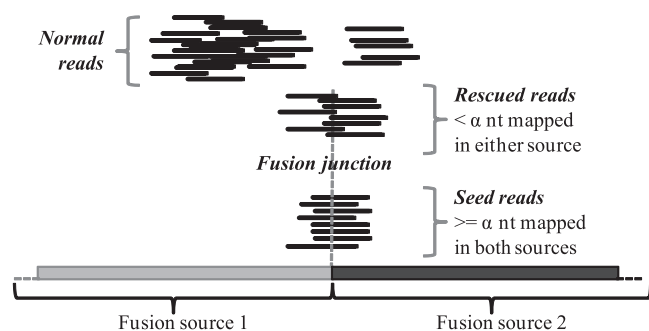 Normal
reads
Rescued reads
< α nt mapped
in either source
Fusion junction
Seed reads
>= α nt mapped
in both sources
Fusion source 1
Fusion source 2